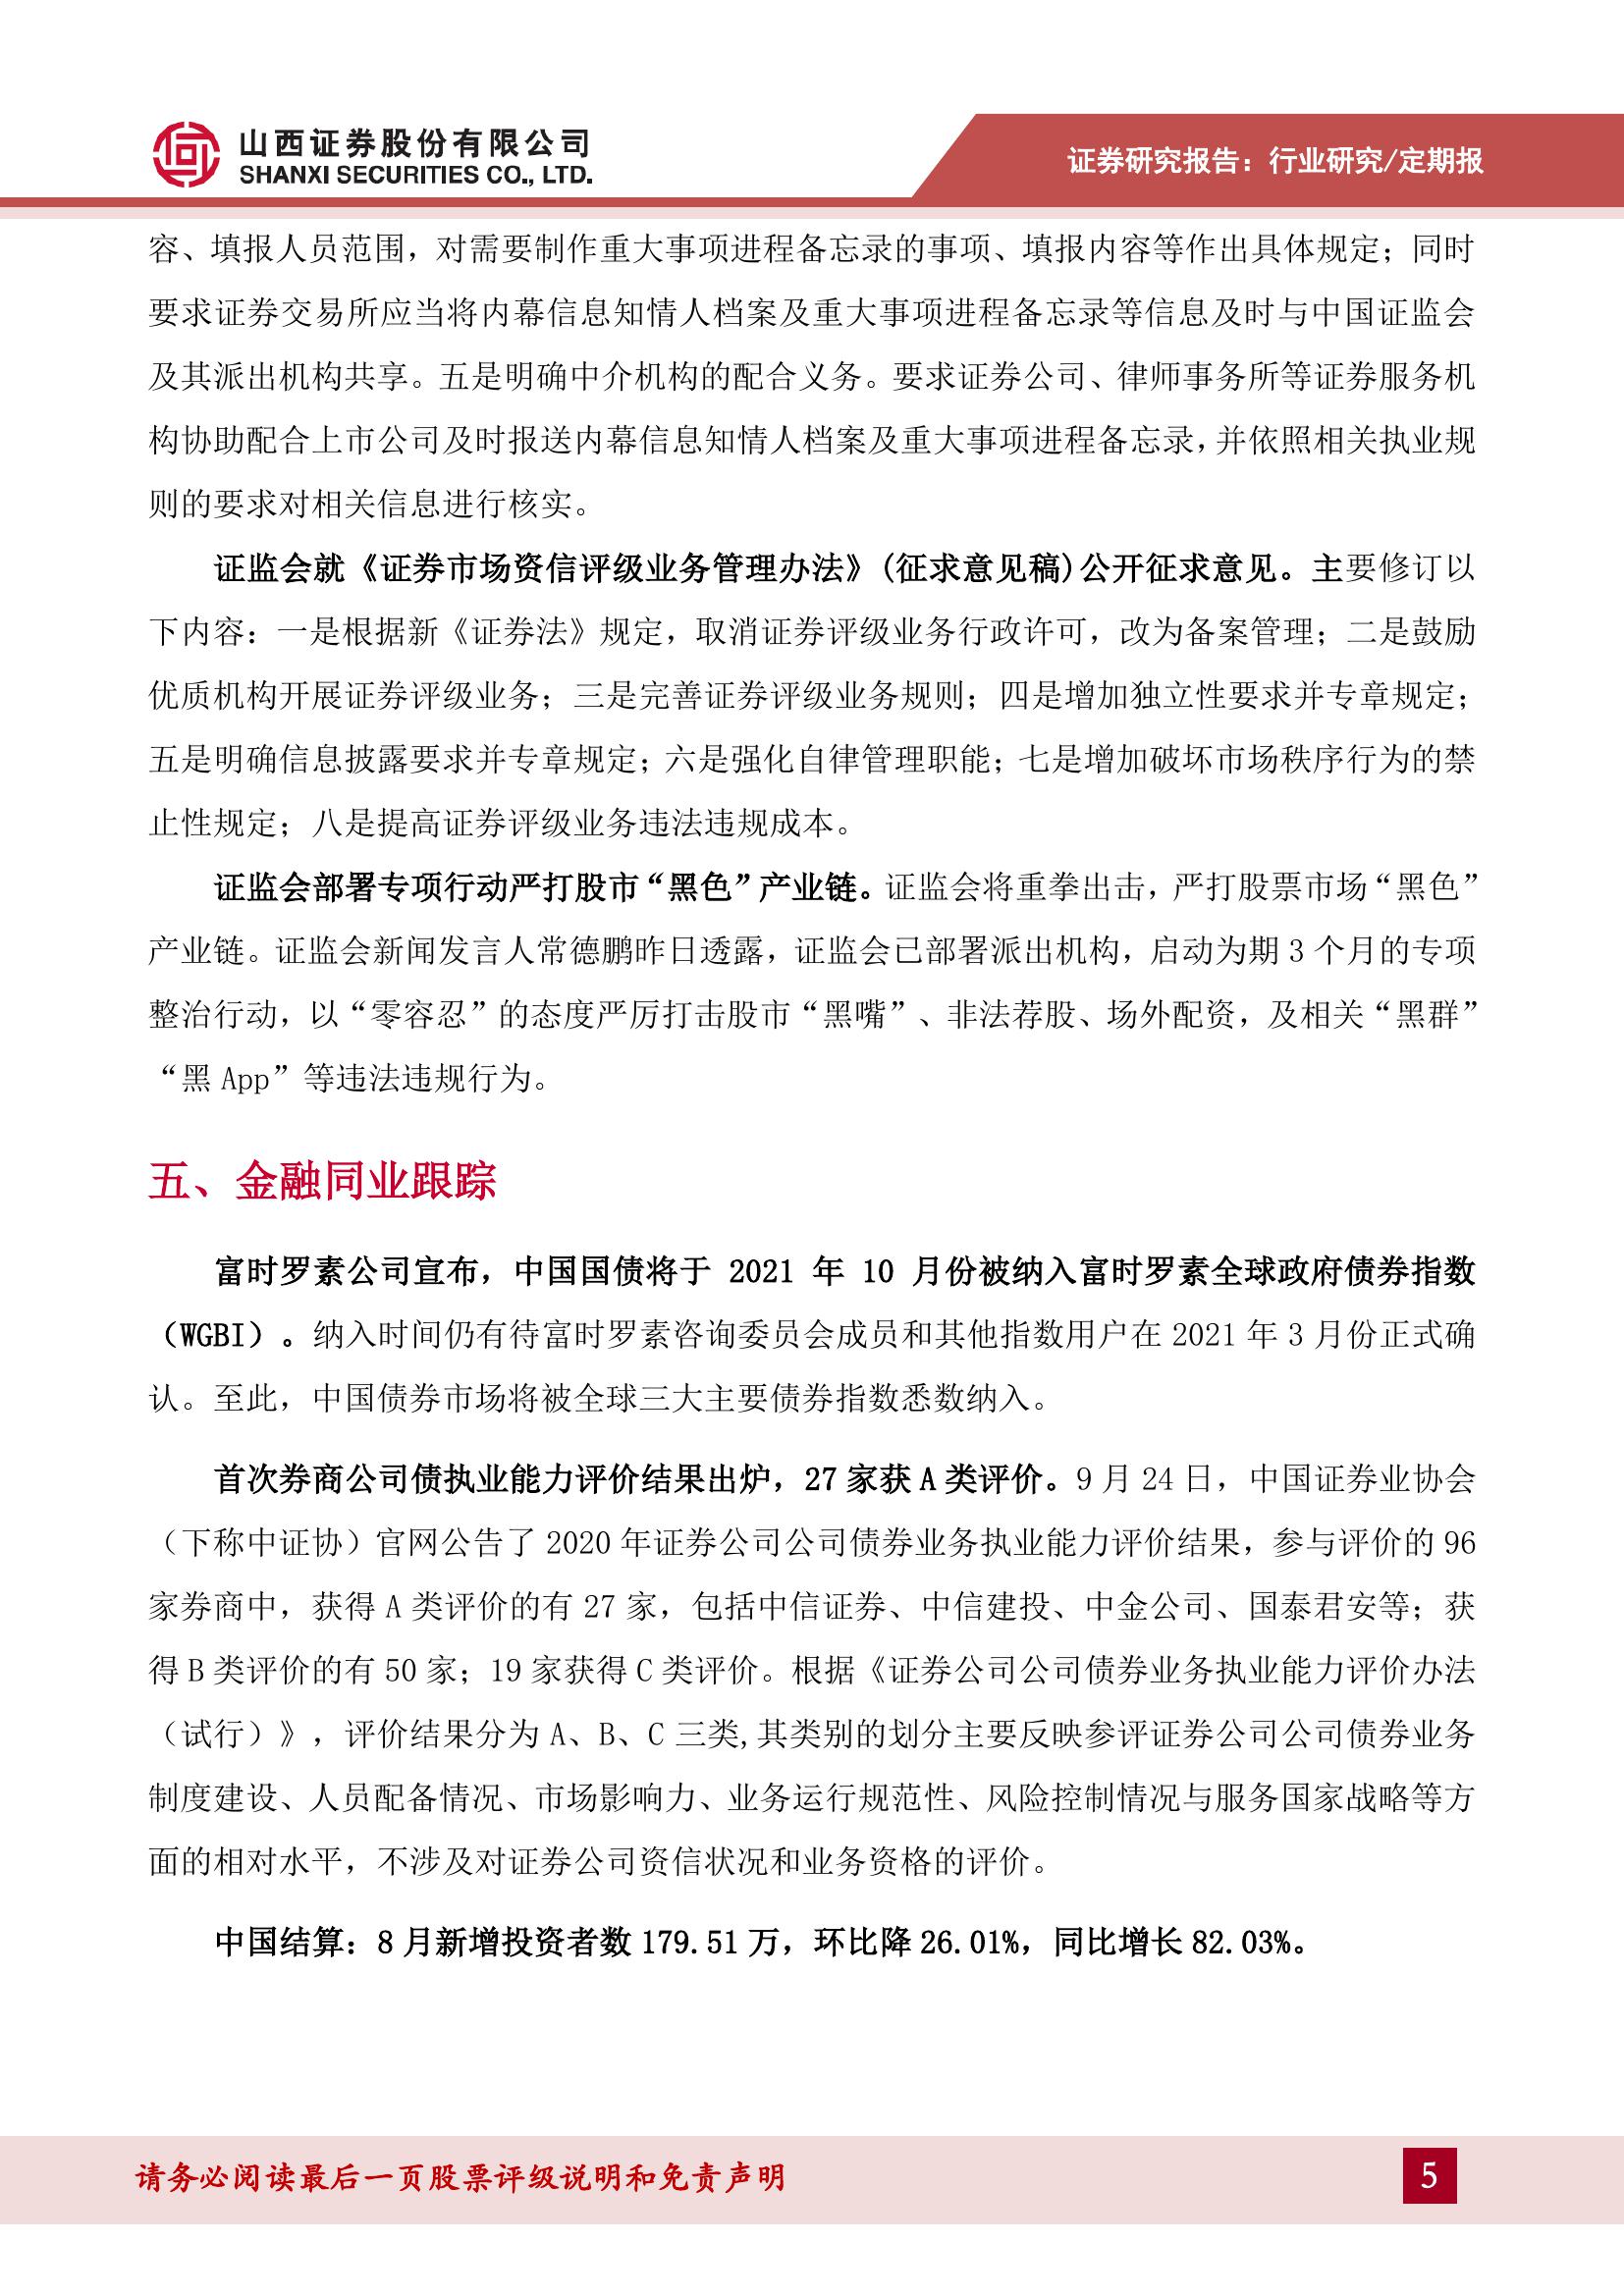 山西证券股份有限公司
SHANXI SECURITIES CO., LTD.
证券研究报告：行业研究/定期报
容、填报人员范围，对需要制作重大事项进程备忘录的事项、填报内容等作出具体规定；同时
要求证券交易所应当将内幕信息知情人档案及重大事项进程备忘录等信息及时与中国证监会
及其派出机构共享。五是明确中介机构的配合义务。要求证券公司、律师事务所等证券服务机
构协助配合上市公司及时报送内幕信息知情人档案及重大事项进程备忘录，并依照相关执业规
则的要求对相关信息进行核实。
证监会就《证券市场资信评级业务管理办法》(征求意见稿)公开征求意见。主要修订以
下内容：一是根据新《证券法》规定，取消证券评级业务行政许可，改为备案管理；二是鼓励
优质机构开展证券评级业务；三是完善证券评级业务规则；四是增加独立性要求并专章规定；
五是明确信息披露要求并专章规定；六是强化自律管理职能；七是增加破坏市场秩序行为的禁
止性规定；八是提高证券评级业务违法违规成本。
证监会部署专项行动严打股市“黑色”产业链。证监会将重拳出击，严打股票市场“黑色”
产业链。证监会新闻发言人常德鹏昨日透露，证监会已部署派出机构，启动为期 3 个月的专项
整治行动，以“零容忍”的态度严厉打击股市“黑嘴”、非法荐股、场外配资，及相关“黑群”
“黑 App”等违法违规行为。
五、金融同业跟踪
富时罗素公司宣布，中国国债将于 2021 年 10 月份被纳入富时罗素全球政府债券指数
（WGBI）。纳入时间仍有待富时罗素咨询委员会成员和其他指数用户在 2021 年 3 月份正式确
认。至此，中国债券市场将被全球三大主要债券指数悉数纳入。
首次券商公司债执业能力评价结果出炉，27 家获 A 类评价。9 月 24 日，中国证券业协会
（下称中证协）官网公告了 2020 年证券公司公司债券业务执业能力评价结果，参与评价的 96
家券商中，获得 A 类评价的有 27 家，包括中信证券、中信建投、中金公司、国泰君安等；获
得 B 类评价的有 50 家；19 家获得 C 类评价。根据《证券公司公司债券业务执业能力评价办法
（试行）》，评价结果分为 A、B、C 三类,其类别的划分主要反映参评证券公司公司债券业务
制度建设、人员配备情况、市场影响力、业务运行规范性、风险控制情况与服务国家战略等方
面的相对水平，不涉及对证券公司资信状况和业务资格的评价。
中国结算：8 月新增投资者数 179.51 万，环比降 26.01%，同比增长 82.03%。
请务必阅读最后一页股票评级说明和免责声明
5